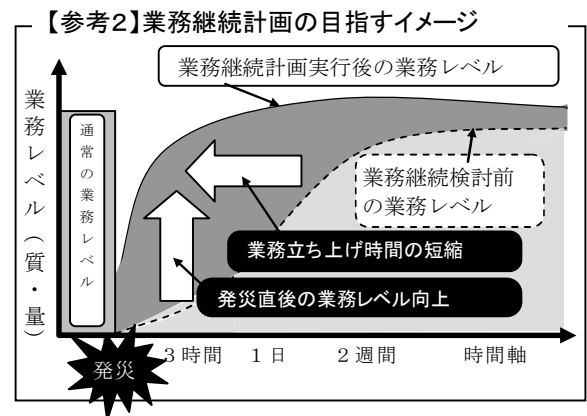 【参考２】業務継続計画の目指すイメージ
業務継続計画実行後の業務レベル
業務レベル（質・量）
通常の業務レベル
業務継続検討前
の業務レベル
業務立ち上げ時間の短縮
発災直後の業務レベル向上
発災
３時間
１日
２週間
時間軸